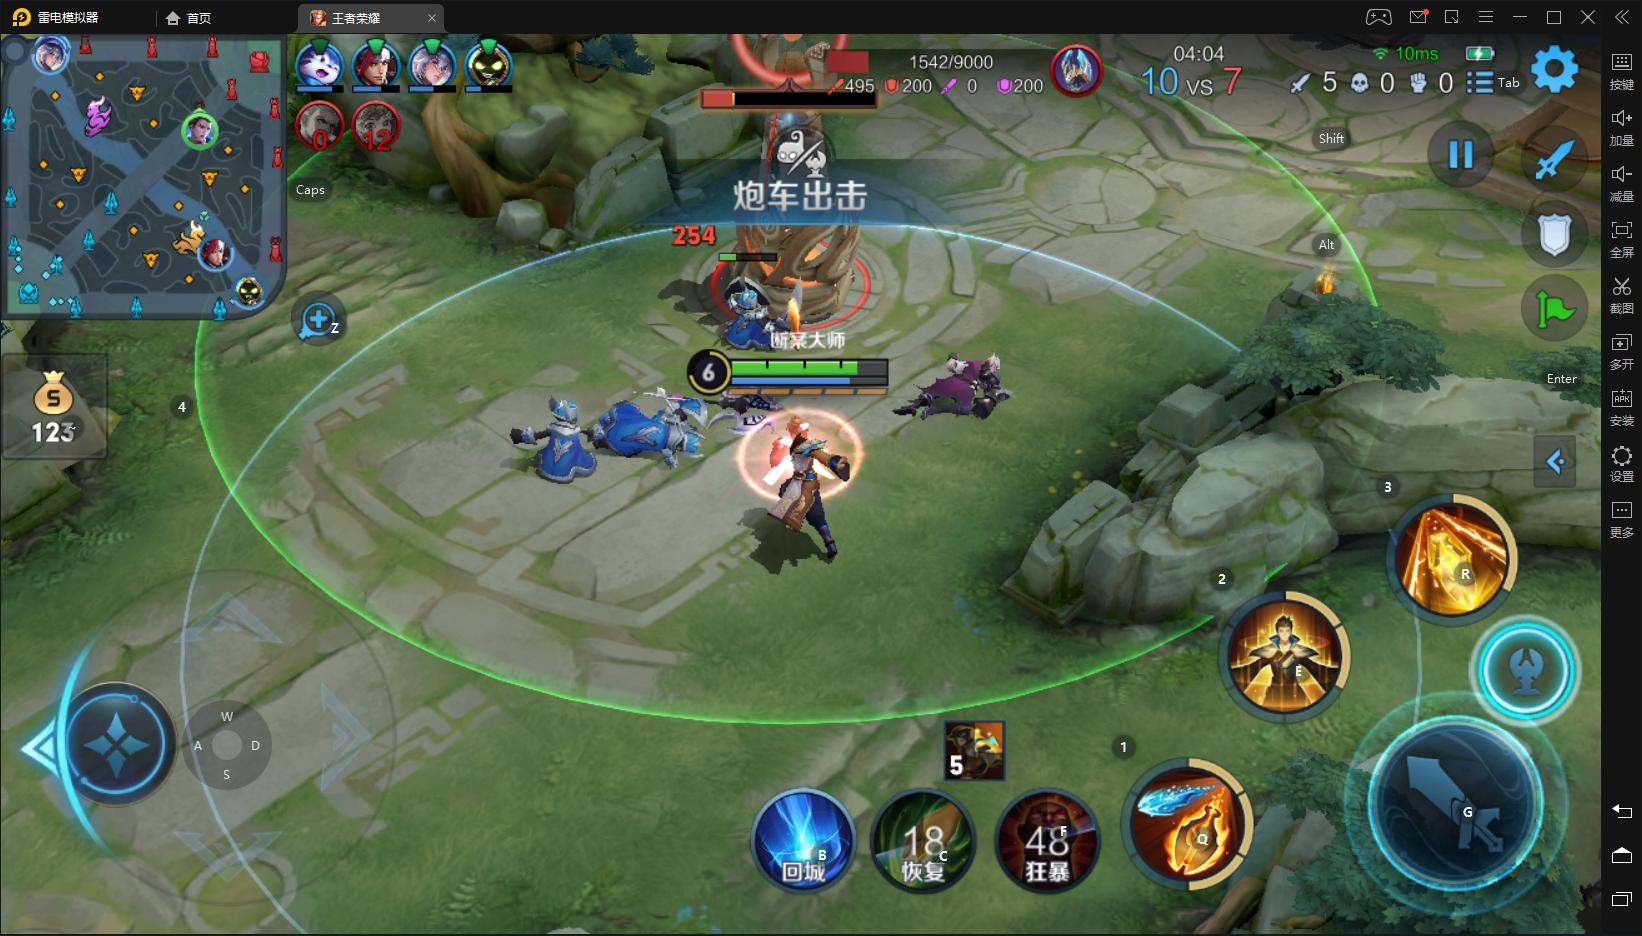 雷电模拟器
首页
王者荣耀
1542/9000
495
200
0
200
04:04
10 VS 7
10ms
5
0
0
Tab
0
12
Caps
Shift
Alt
Enter
炮车出击
254
断案大师
6
Z
4
123
W
A
D
S
3
R
2
E
1
Q
G
5
B
回城
18
C
恢复
48
F
狂暴
按键
加量
减量
全屏
截图
多开
APK
安装
设置
更多